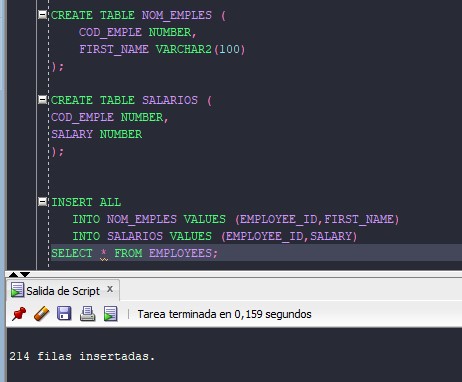 CREATE TABLE NOM_EMPLES (
COD_EMPLE NUMBER,
FIRST_NAME VARCHAR2(100)
);
CREATE TABLE SALARIOS (
COD_EMPLE NUMBER,
SALARY NUMBER
);
INSERT ALL
INTO NOM_EMPLES VALUES (EMPLOYEE_ID,FIRST_NAME)
INTO SALARIOS VALUES (EMPLOYEE_ID,SALARY)
SELECT * FROM EMPLOYEES;
Salida de Script x
Tarea terminada en 0,159 segundos
214 filas insertadas.